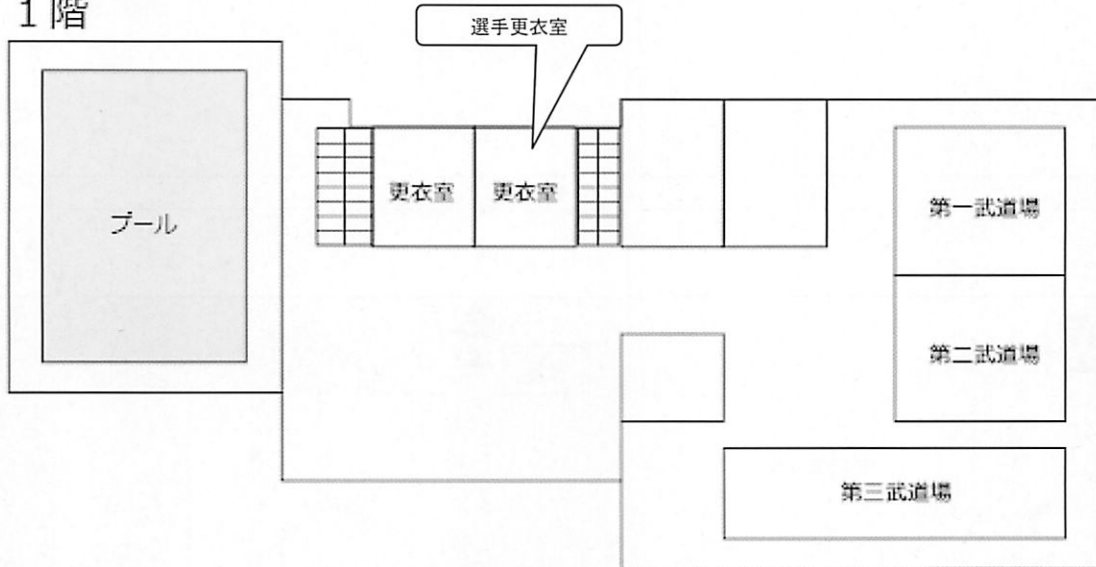 1階
選手更衣室
更衣室 更衣室
プール
第一武道場
第二武道場
第三武道場